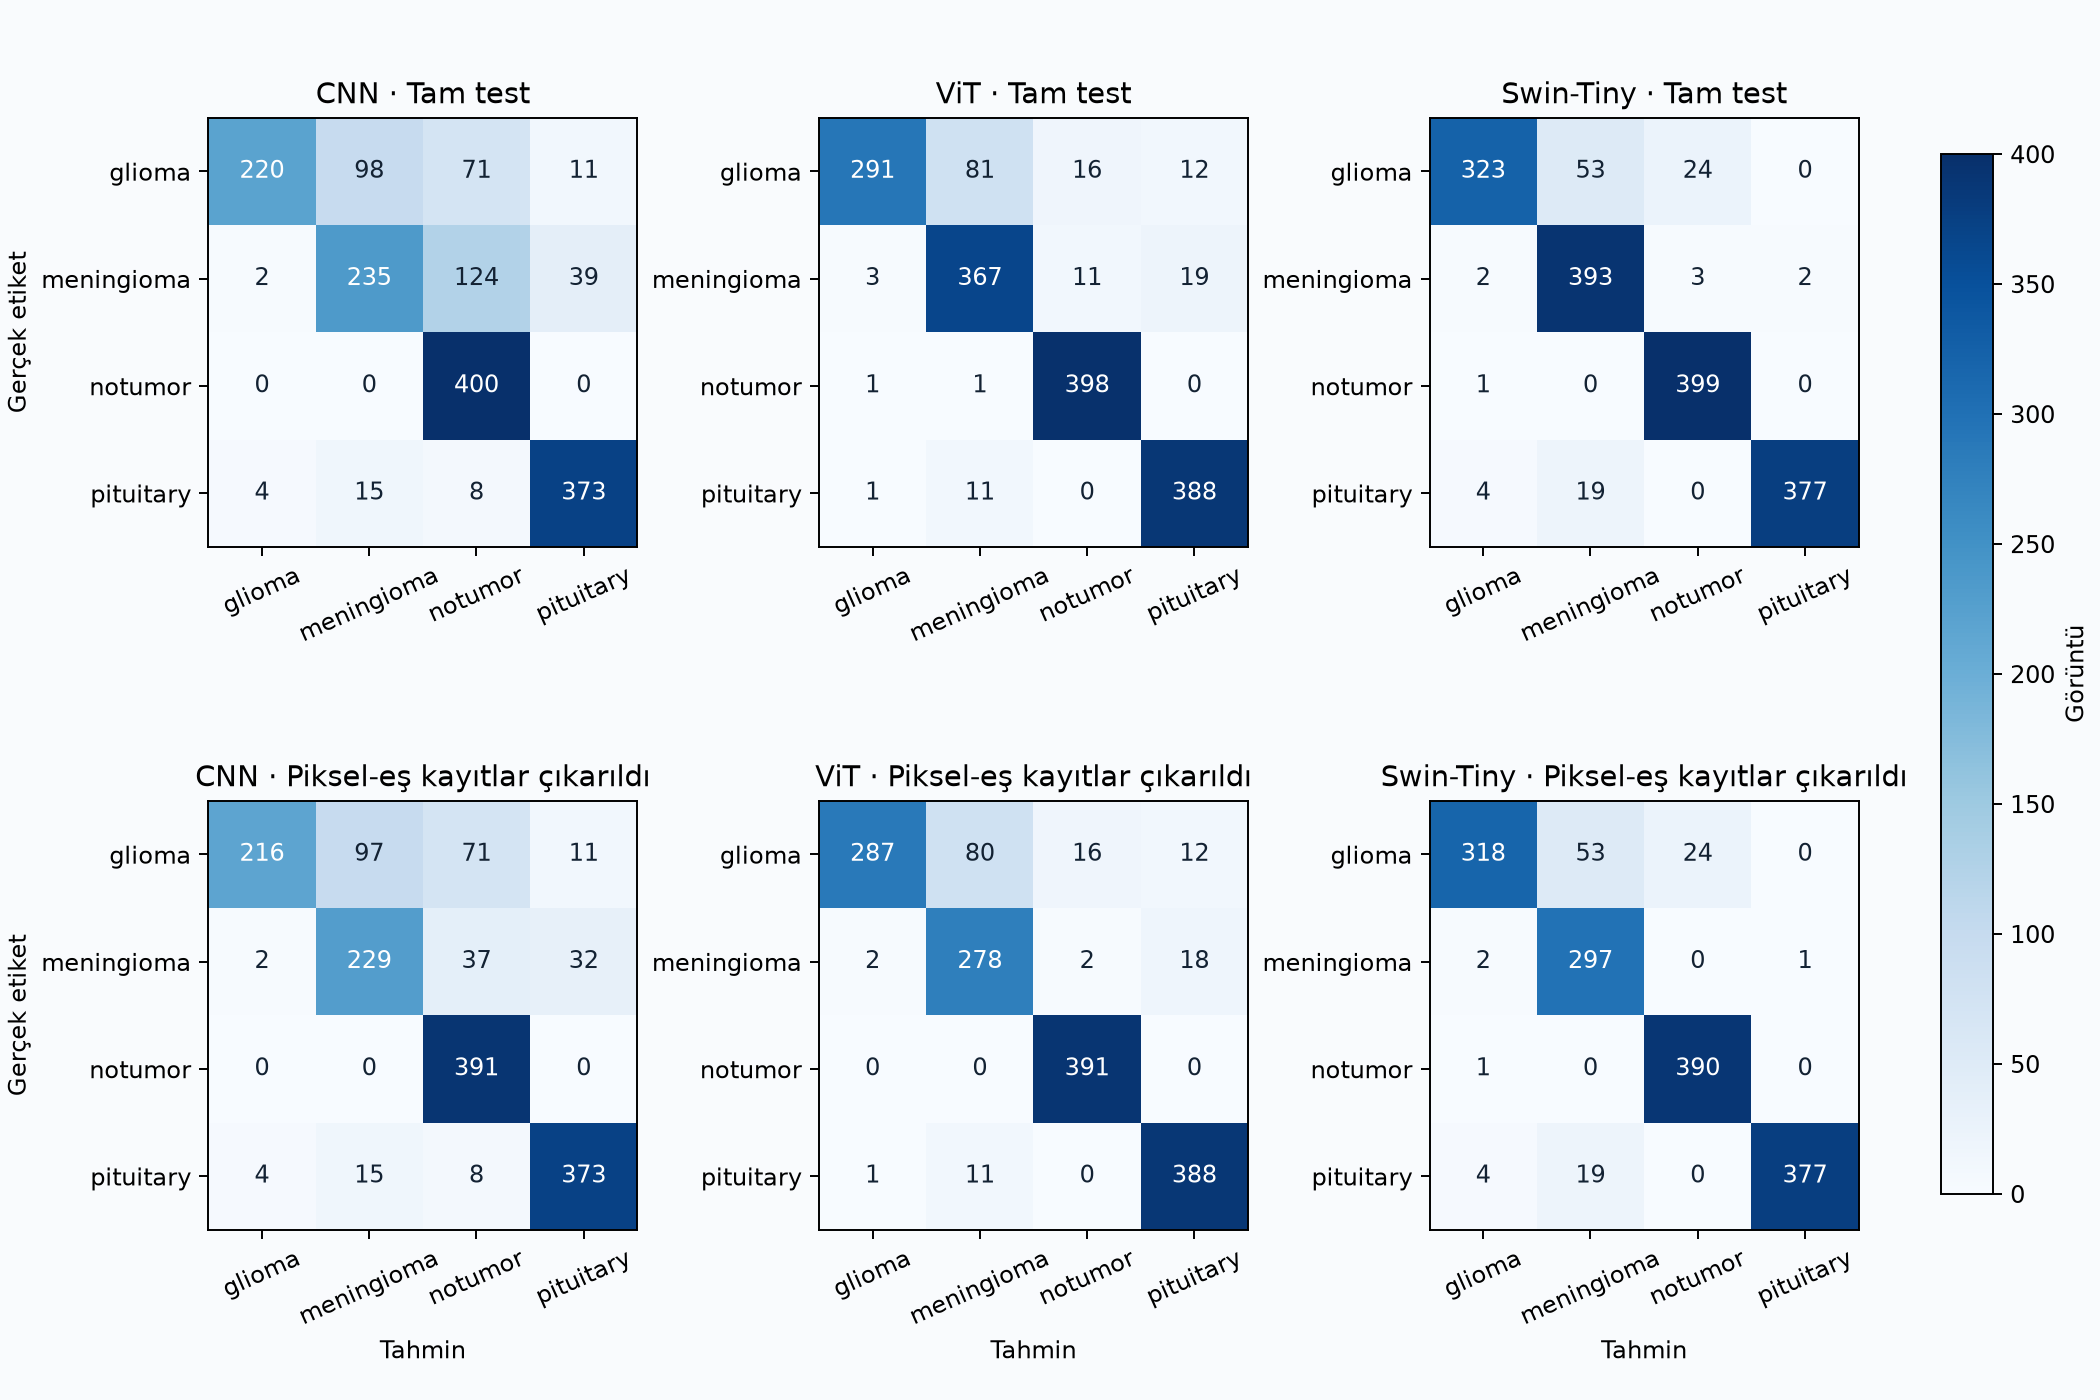 CNN · Tam test
ViT · Tam test
Swin-Tiny · Tam test
Gerçek etiket
glioma 220 98 71 11
meningioma 2 235 124 39
notumor 0 0 400 0
pituitary 4 15 8 373
glioma meningioma notumor pituitary
glioma 291 81 16 12
meningioma 3 367 11 19
notumor 1 1 398 0
pituitary 1 11 0 388
glioma meningioma notumor pituitary
glioma 323 53 24 0
meningioma 2 393 3 2
notumor 1 0 399 0
pituitary 4 19 0 377
glioma meningioma notumor pituitary
CNN · Piksel-eş kayıtlar çıkarıldı
ViT · Piksel-eş kayıtlar çıkarıldı
Swin-Tiny · Piksel-eş kayıtlar çıkarıldı
Gerçek etiket
glioma 216 97 71 11
meningioma 2 229 37 32
notumor 0 0 391 0
pituitary 4 15 8 373
glioma meningioma notumor pituitary
Tahmin
glioma 287 80 16 12
meningioma 2 278 2 18
notumor 0 0 391 0
pituitary 1 11 0 388
glioma meningioma notumor pituitary
Tahmin
glioma 318 53 24 0
meningioma 2 297 0 1
notumor 1 0 390 0
pituitary 4 19 0 377
glioma meningioma notumor pituitary
Tahmin
400
350
300
250
200
150
100
50
0
Görüntü